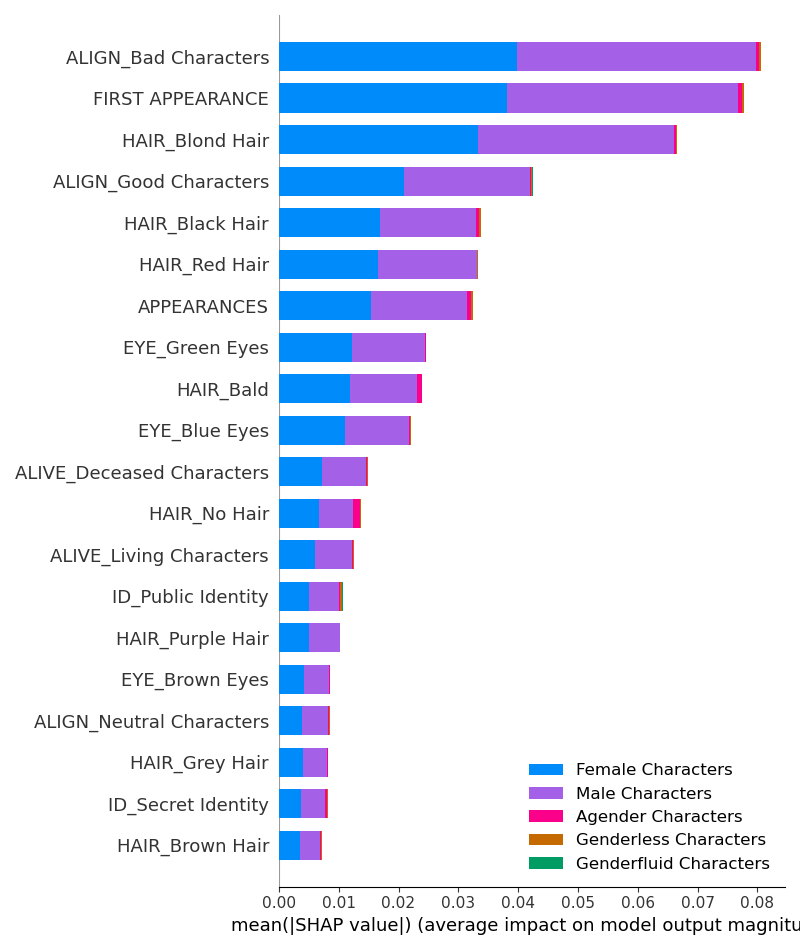 ALIGN_Bad Characters
FIRST APPEARANCE
HAIR_Blond Hair
ALIGN_Good Characters
HAIR_Black Hair
HAIR_Red Hair
APPEARANCES
EYE_Green Eyes
HAIR_Bald
EYE_Blue Eyes
ALIVE_Deceased Characters
HAIR_No Hair
ALIVE_Living Characters
ID_Public Identity
HAIR_Purple Hair
EYE_Brown Eyes
ALIGN_Neutral Characters
HAIR_Grey Hair
ID_Secret Identity
HAIR_Brown Hair
Female Characters
Male Characters
Agender Characters
Genderless Characters
Genderfluid Characters
0.00 0.01 0.02 0.03 0.04 0.05 0.06 0.07 0.08
mean(|SHAP value|) (average impact on model output magnitu